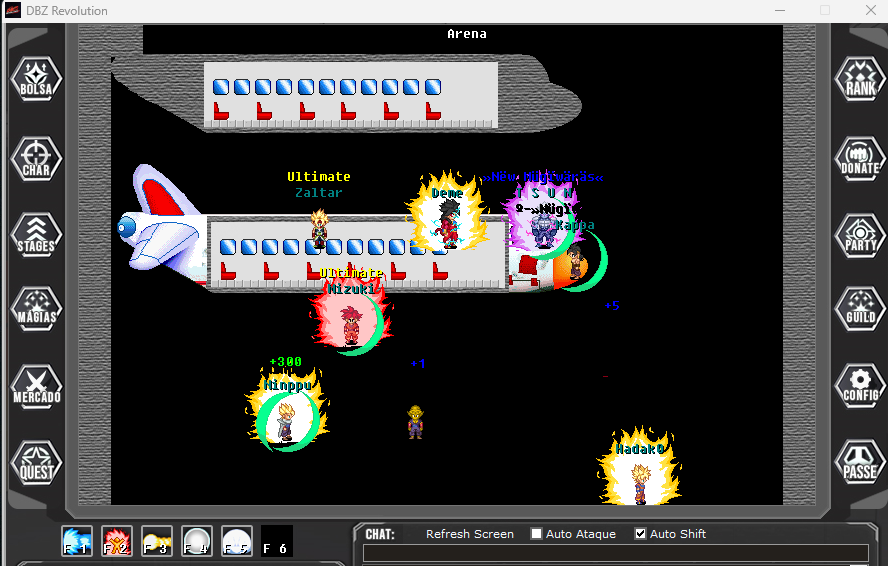 DBZ Revolution
Arena
BOLSA
RANK
CHAR
DONATE
Ultimate
Zaltar
Deme
STAGES
PARTY
Ultimate
Mizuki
MAGIAS
GUILD
+5
+300
+1
Minppu
MERCADO
CONFIG
QUEST
PASSE
HadakO
F 1
F 2
F 3
F 4
F 5
F 6
CHAT:
Refresh Screen
Auto Ataque
Auto Shift